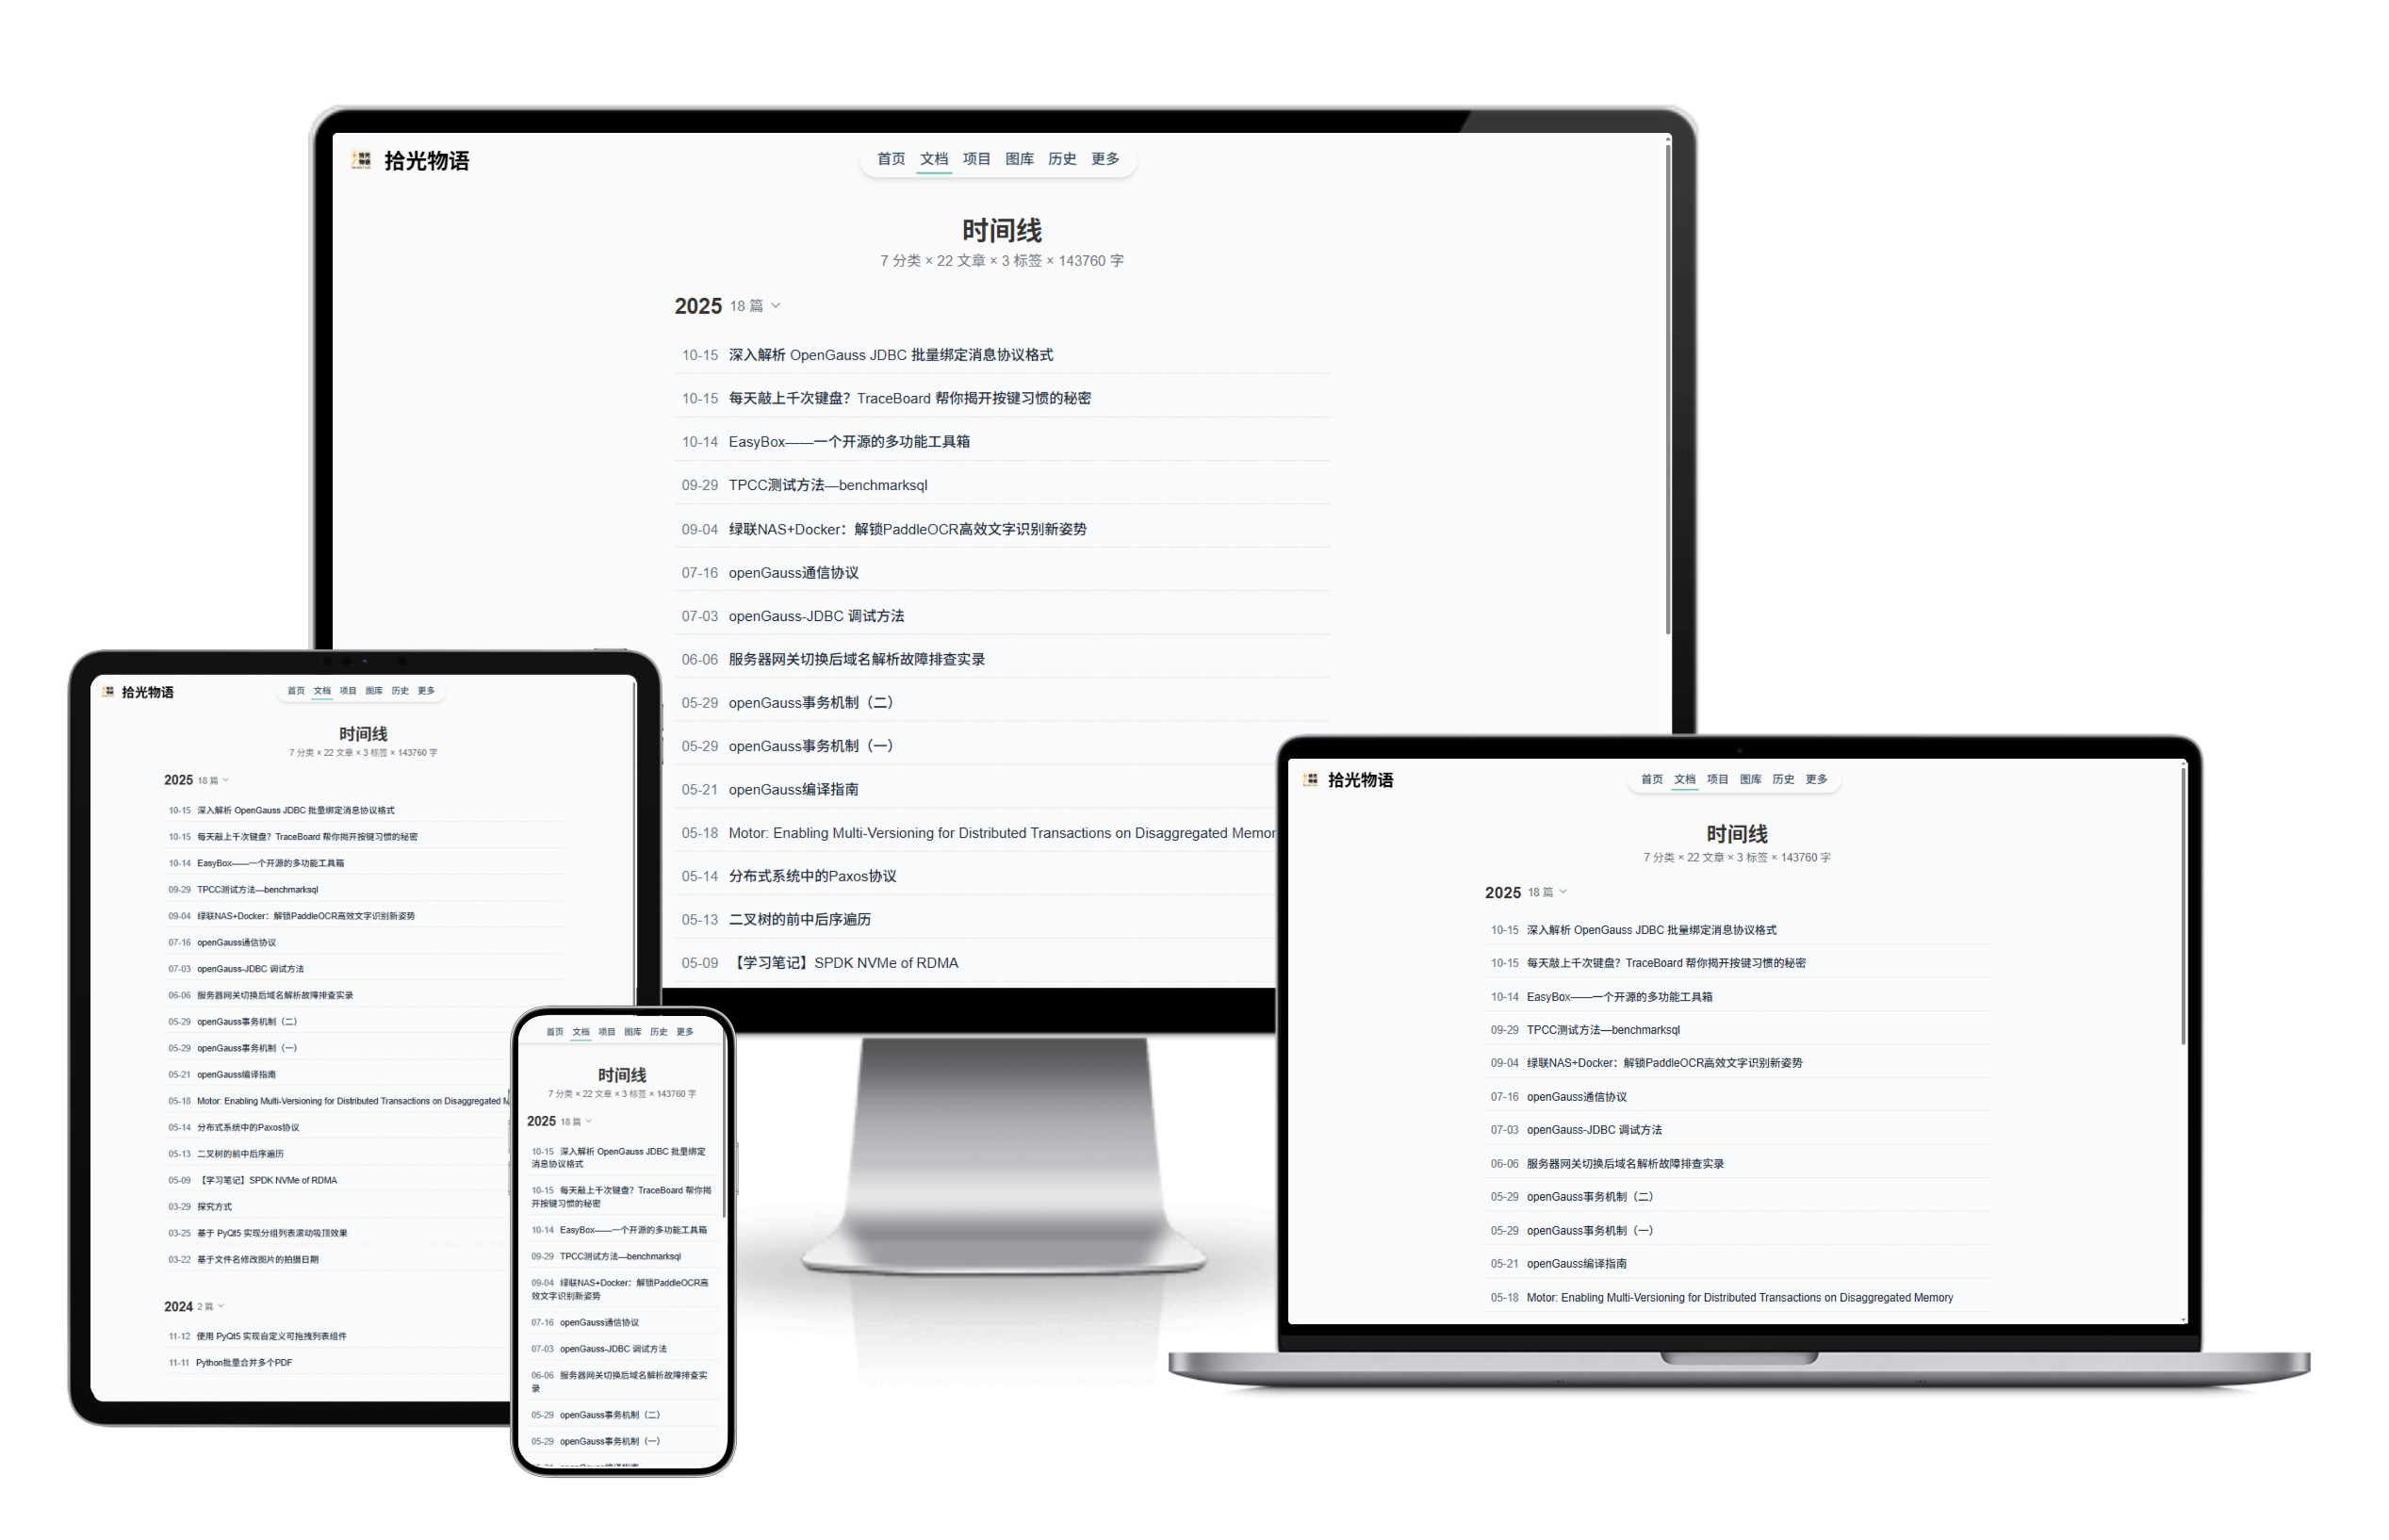 拾光物语
首页 文档 项目 图库 历史 更多
时间线
7 分类 × 22 文章 × 3 标签 × 143760 字
2025 18 篇
10-15 深入解析 OpenGauss JDBC 批量绑定消息协议格式
10-15 每天敲上千次键盘？TraceBoard 帮你揭开按键习惯的秘密
10-14 EasyBox——一个开源的多功能工具箱
09-29 TPCC测试方法—benchmarksql
09-04 绿联NAS+Docker：解锁PaddleOCR高效文字识别新姿势
07-16 openGauss通信协议
07-03 openGauss-JDBC 调试方法
06-06 服务器网关切换后域名解析故障排查实录
05-29 openGauss事务机制（二）
05-29 openGauss事务机制（一）
05-21 openGauss编译指南
05-18 Motor: Enabling Multi-Versioning for Distributed Transactions on Disaggregated Memor
05-14 分布式系统中的Paxos协议
05-13 二叉树的前中后序遍历
05-09 【学习笔记】SPDK NVMe of RDMA
拾光物语
首页 文档 项目 图库 历史 更多
时间线
7 分类 × 22 文章 × 3 标签 × 143760 字
2025 18 篇
10-15 深入解析 OpenGauss JDBC 批量绑定消息协议格式
10-15 每天敲上千次键盘？TraceBoard 帮你揭开按键习惯的秘密
10-14 EasyBox——一个开源的多功能工具箱
09-29 TPCC测试方法—benchmarksql
09-04 绿联NAS+Docker：解锁PaddleOCR高效文字识别新姿势
07-16 openGauss通信协议
07-03 openGauss-JDBC 调试方法
06-06 服务器网关切换后域名解析故障排查实录
05-29 openGauss事务机制（二）
05-29 openGauss事务机制（一）
05-21 openGauss编译指南
05-18 Motor: Enabling Multi-Versioning for Distributed Transactions on Disaggregated M
05-14 分布式系统中的Paxos协议
05-13 二叉树的前中后序遍历
05-09 【学习笔记】SPDK NVMe of RDMA
03-29 探究方式
03-25 基于 PyQt5 实现分组列表滚动吸顶效果
03-22 基于文件名修改图片的拍摄日期
2024 2 篇
11-12 使用 PyQt5 实现自定义可拖拽列表组件
11-11 Python批量合并多个PDF
首页 文档 项目 图库 历史 更多
时间线
7 分类 × 22 文章 × 3 标签 × 143760 字
2025 18 篇
10-15 深入解析 OpenGauss JDBC 批量绑定
消息协议格式
10-15 每天敲上千次键盘？TraceBoard 帮你揭
开按键习惯的秘密
10-14 EasyBox——一个开源的多功能工具箱
09-29 TPCC测试方法—benchmarksql
09-04 绿联NAS+Docker：解锁PaddleOCR高
效文字识别新姿势
07-16 openGauss通信协议
07-03 openGauss-JDBC 调试方法
06-06 服务器网关切换后域名解析故障排查实
录
05-29 openGauss事务机制（二）
05-29 openGauss事务机制（一）
拾光物语
首页 文档 项目 图库 历史 更多
时间线
7 分类 × 22 文章 × 3 标签 × 143760 字
2025 18 篇
10-15 深入解析 OpenGauss JDBC 批量绑定消息协议格式
10-15 每天敲上千次键盘？TraceBoard 帮你揭开按键习惯的秘密
10-14 EasyBox——一个开源的多功能工具箱
09-29 TPCC测试方法—benchmarksql
09-04 绿联NAS+Docker：解锁PaddleOCR高效文字识别新姿势
07-16 openGauss通信协议
07-03 openGauss-JDBC 调试方法
06-06 服务器网关切换后域名解析故障排查实录
05-29 openGauss事务机制（二）
05-29 openGauss事务机制（一）
05-21 openGauss编译指南
05-18 Motor: Enabling Multi-Versioning for Distributed Transactions on Disaggregated Memory